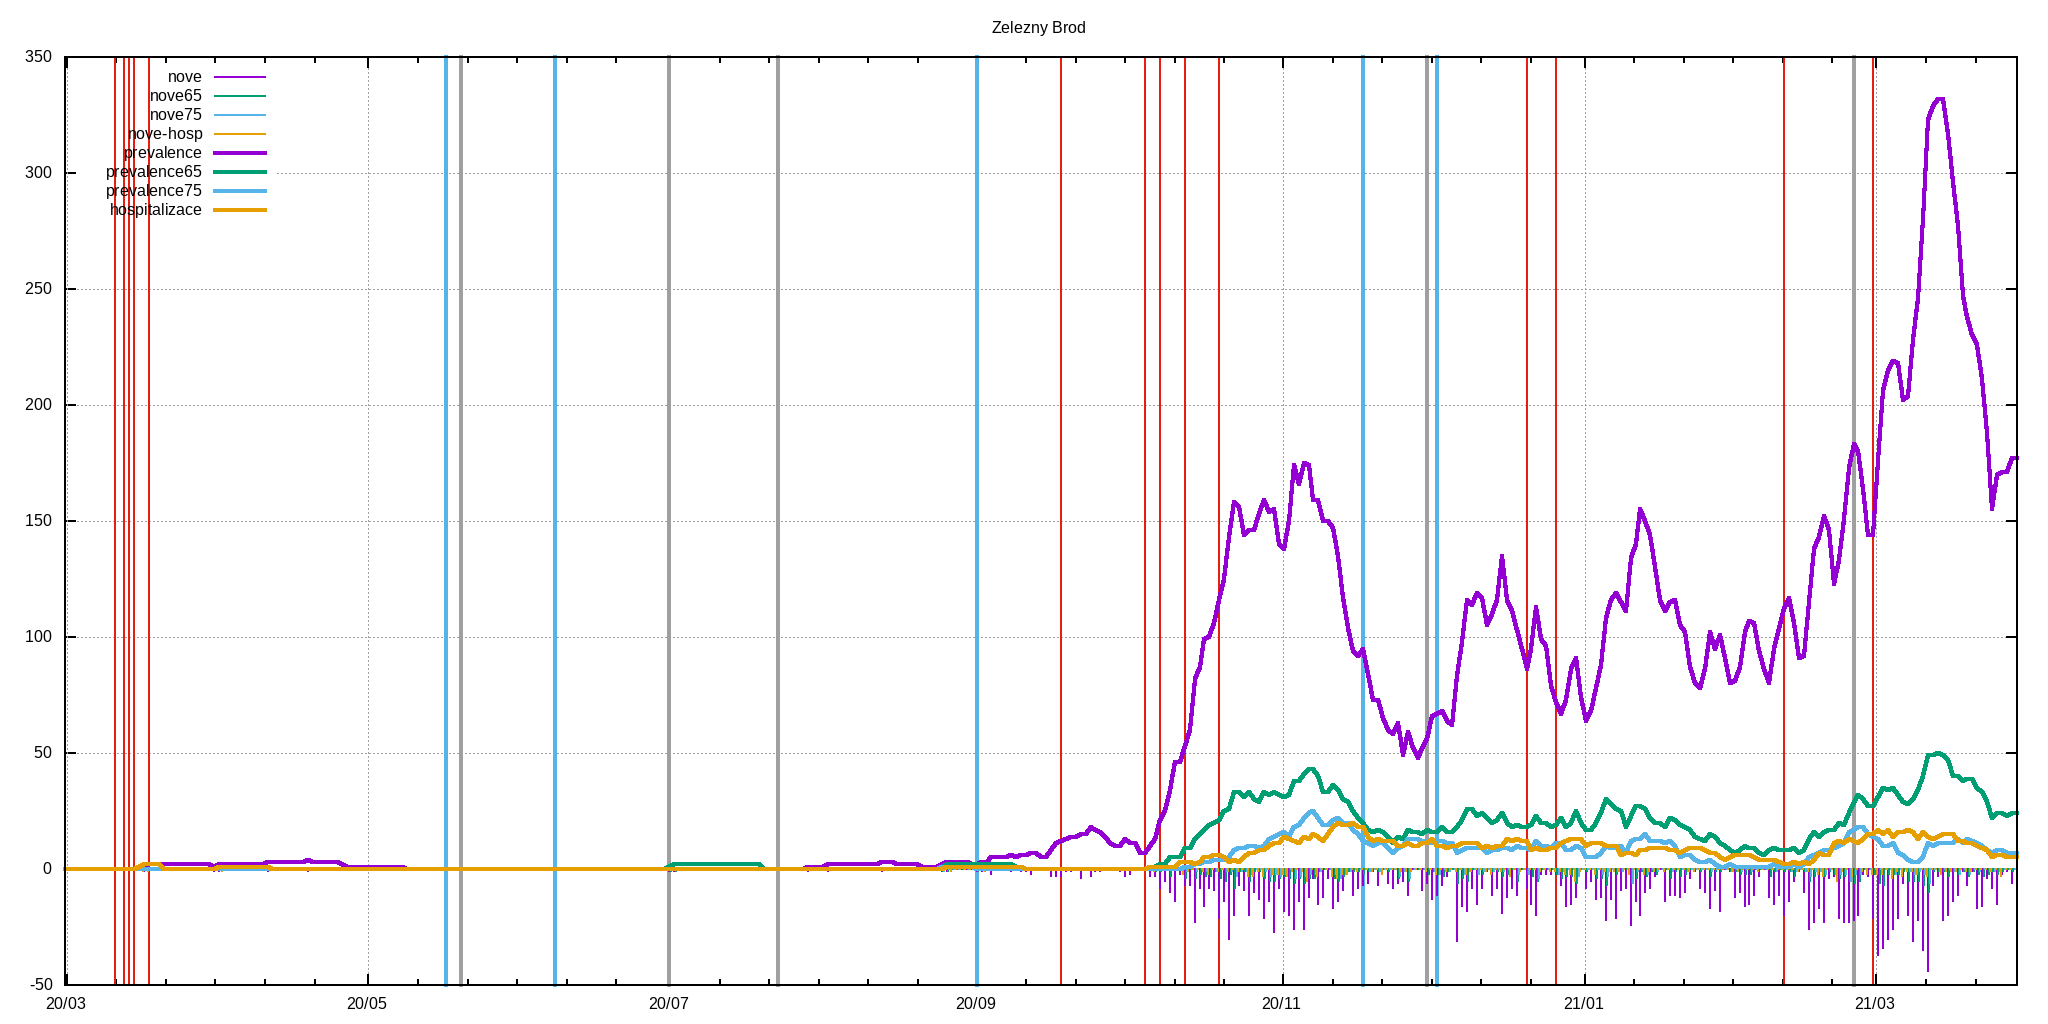 Zelezny Brod
350
300
250
200
150
100
50
0
-50
nove
nove65
nove75
nove-hosp
prevalence
prevalence65
prevalence75
hospitalizace
20/03 20/05 20/07 20/09 20/11 21/01 21/03